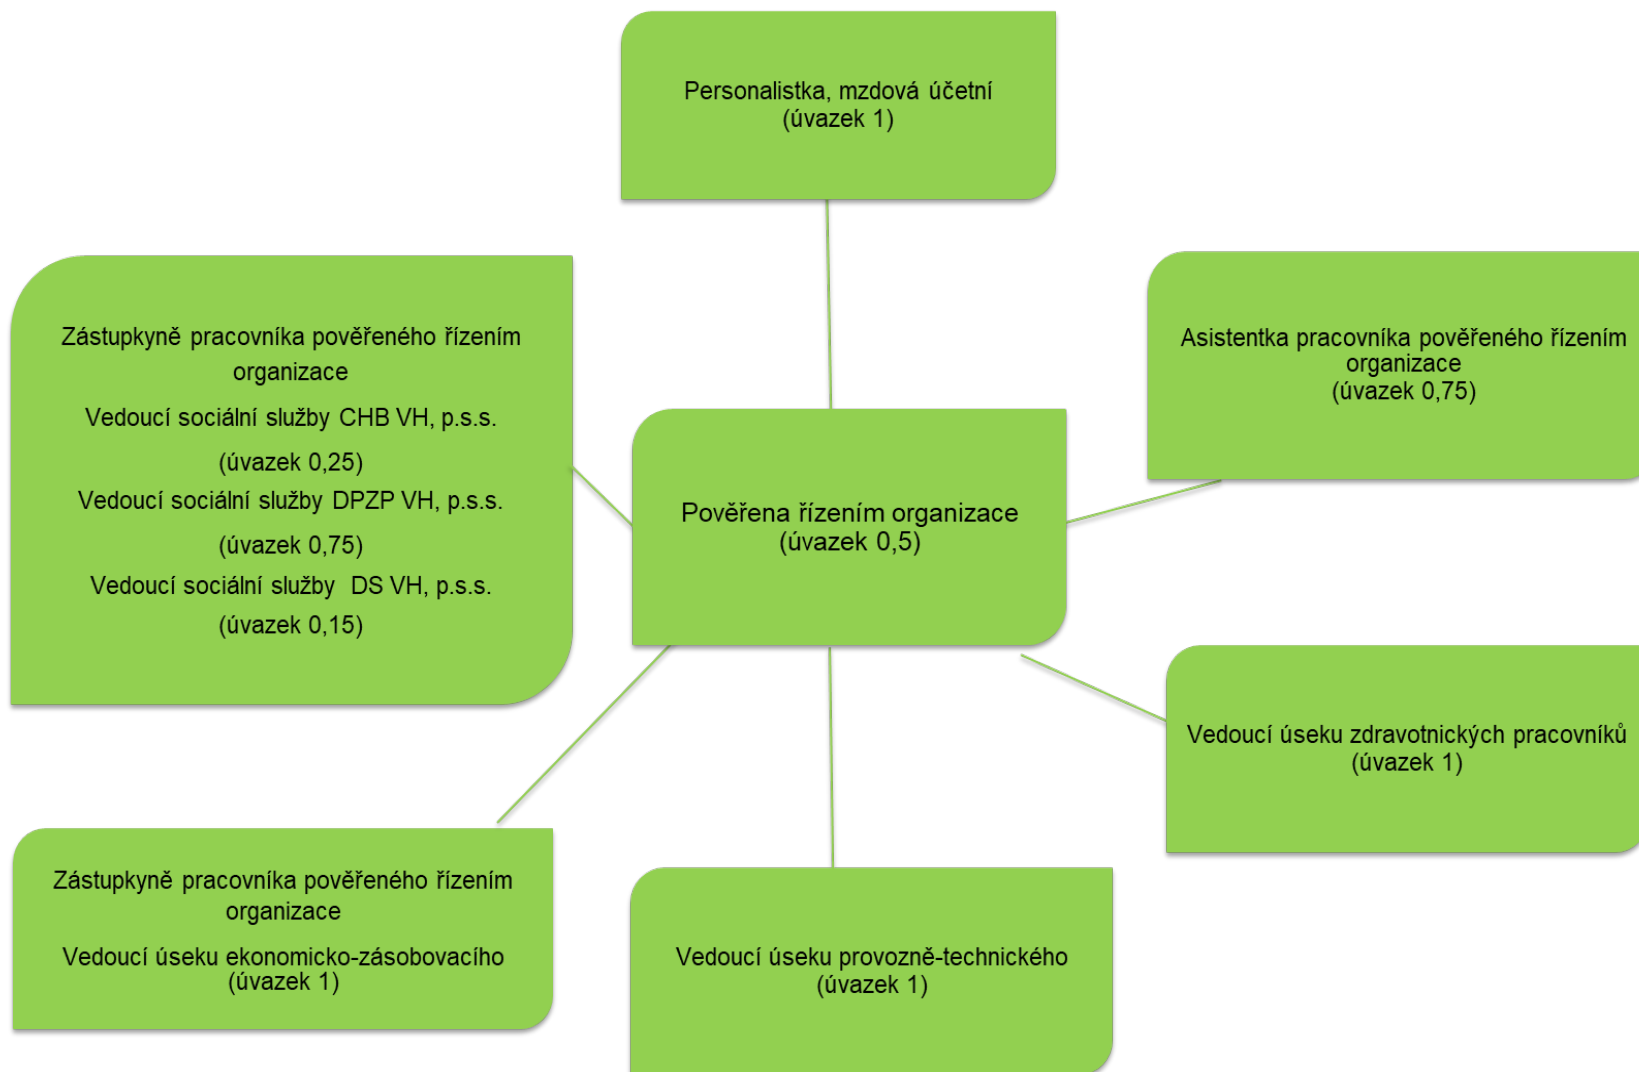 Personalistka, mzdová účetní
(úvazek 1)
Zástupkyně pracovníka pověřeného řízením
organizace
Vedoucí sociální služby CHB VH, p.s.s.
(úvazek 0,25)
Vedoucí sociální služby DPZP VH, p.s.s.
(úvazek 0,75)
Vedoucí sociální služby DS VH, p.s.s.
(úvazek 0,15)
Asistentka pracovníka pověřeného řízením
organizace
(úvazek 0,75)
Pověřena řízením organizace
(úvazek 0,5)
Vedoucí úseku zdravotnických pracovníků
(úvazek 1)
Zástupkyně pracovníka pověřeného řízením
organizace
Vedoucí úseku ekonomicko-zásobovacího
(úvazek 1)
Vedoucí úseku provozně-technického
(úvazek 1)